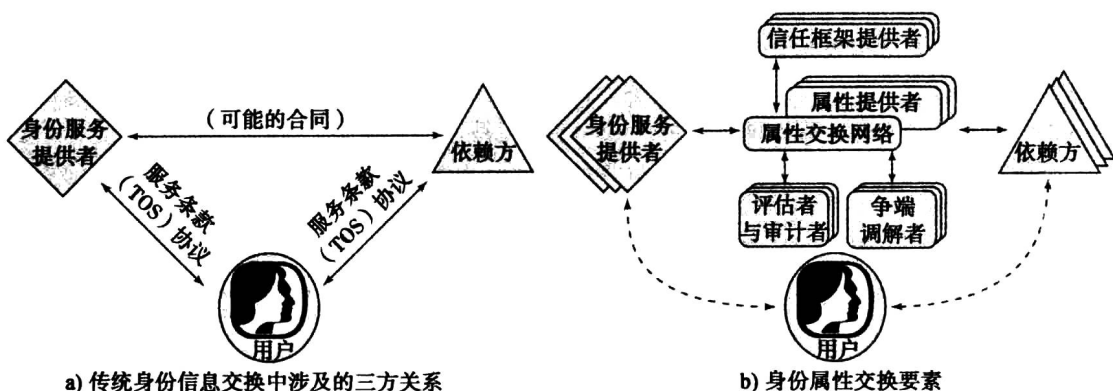 身份服务
提供者
（可能的合同）
依赖方
服务条款
（TOS）协议
服务条款
（TOS）协议
用户
a) 传统身份信息交换中涉及的三方关系
信任框架提供者
属性提供者
身份服务
提供者
属性交换网络
依赖方
评估者
与审计者
争端
调解者
用户
b) 身份属性交换要素